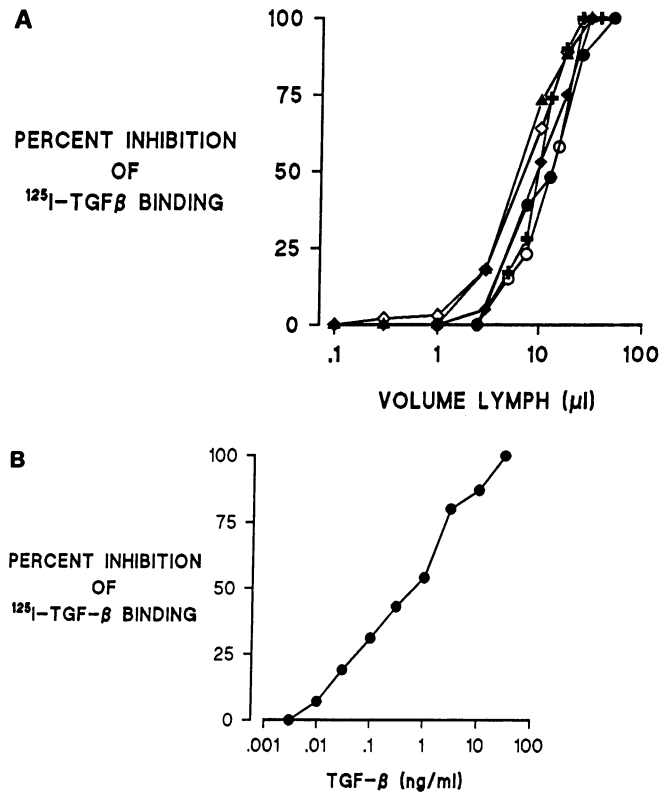 A
100
75
50
25
0
PERCENT INHIBITION
OF
¹²⁵I-TGFβ BINDING
.1 1 10 100
VOLUME LYMPH (µl)
B
100
75
50
25
0
PERCENT INHIBITION
OF
¹²⁵I-TGF-β BINDING
.001 .01 .1 1 10 100
TGF-β (ng/ml)